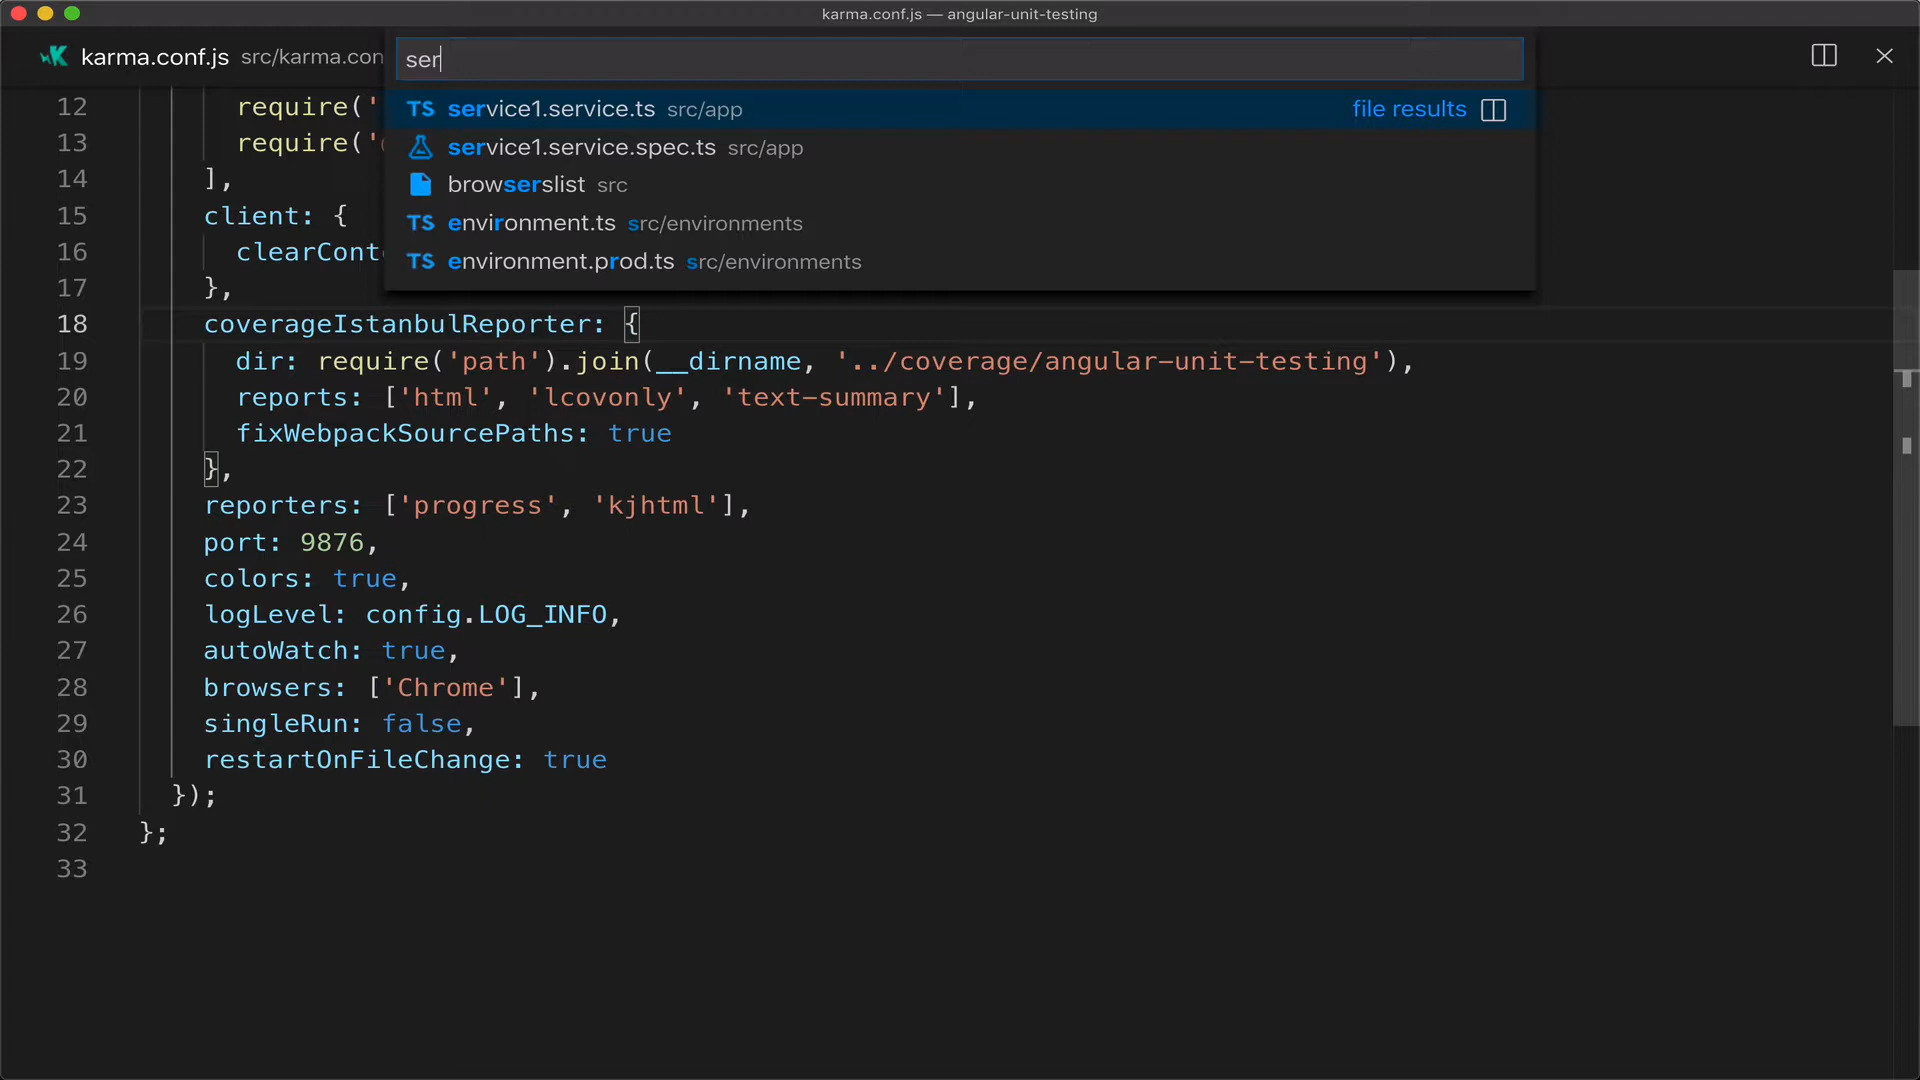 karma.conf.js — angular-unit-testing
karma.conf.js src/karma.con
ser
TS service1.service.ts src/app file results
service1.service.spec.ts src/app
browserslist src
TS environment.ts src/environments
TS environment.prod.ts src/environments
12 require('
13 require('
14 ],
15 client: {
16 clearCont
17 },
18 coverageIstanbulReporter: {
19 dir: require('path').join(__dirname, '../coverage/angular-unit-testing'),
20 reports: ['html', 'lcovonly', 'text-summary'],
21 fixWebpackSourcePaths: true
22 },
23 reporters: ['progress', 'kjhtml'],
24 port: 9876,
25 colors: true,
26 logLevel: config.LOG_INFO,
27 autoWatch: true,
28 browsers: ['Chrome'],
29 singleRun: false,
30 restartOnFileChange: true
31 });
32 };
33